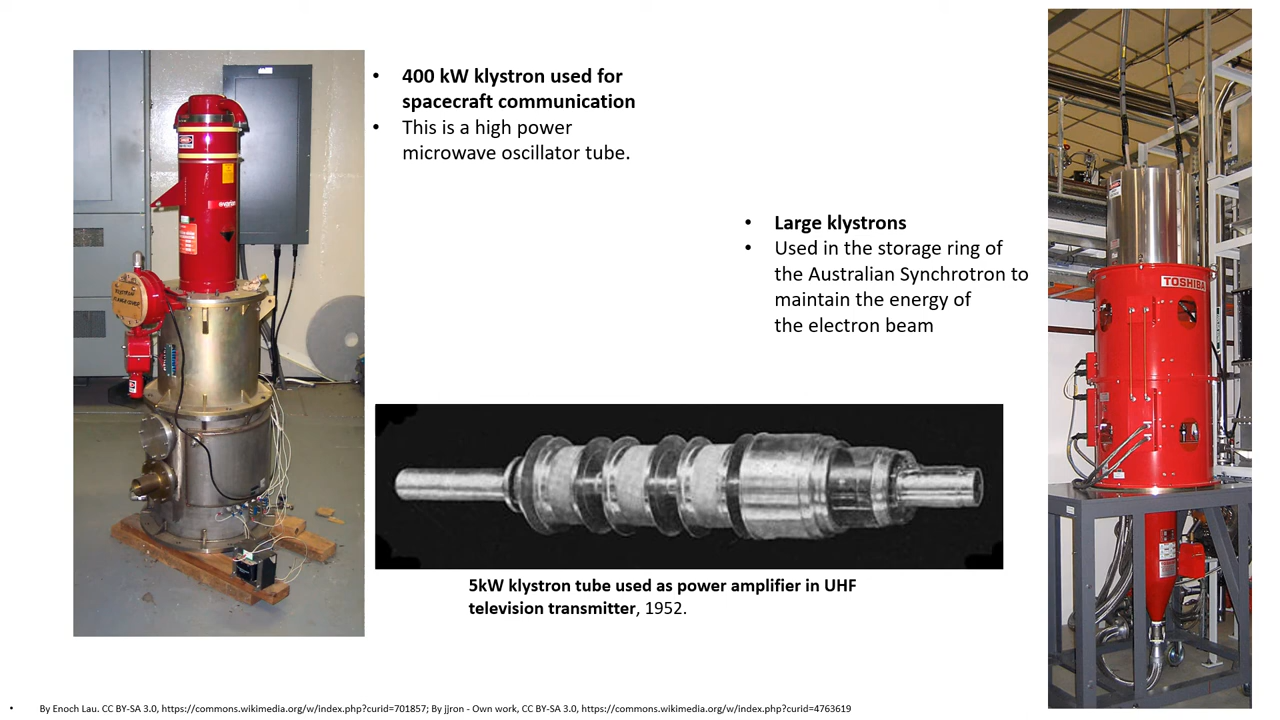 • 400 kW klystron used for
spacecraft communication
• This is a high power
microwave oscillator tube.
• Large klystrons
• Used in the storage ring of
the Australian Synchrotron to
maintain the energy of
the electron beam
TOSHIBA
5kW klystron tube used as power amplifier in UHF
television transmitter, 1952.
• By Enoch Lau. CC BY-SA 3.0, https://commons.wikimedia.org/w/index.php?curid=701857; By jjron - Own work, CC BY-SA 3.0, https://commons.wikimedia.org/w/index.php?curid=4763619